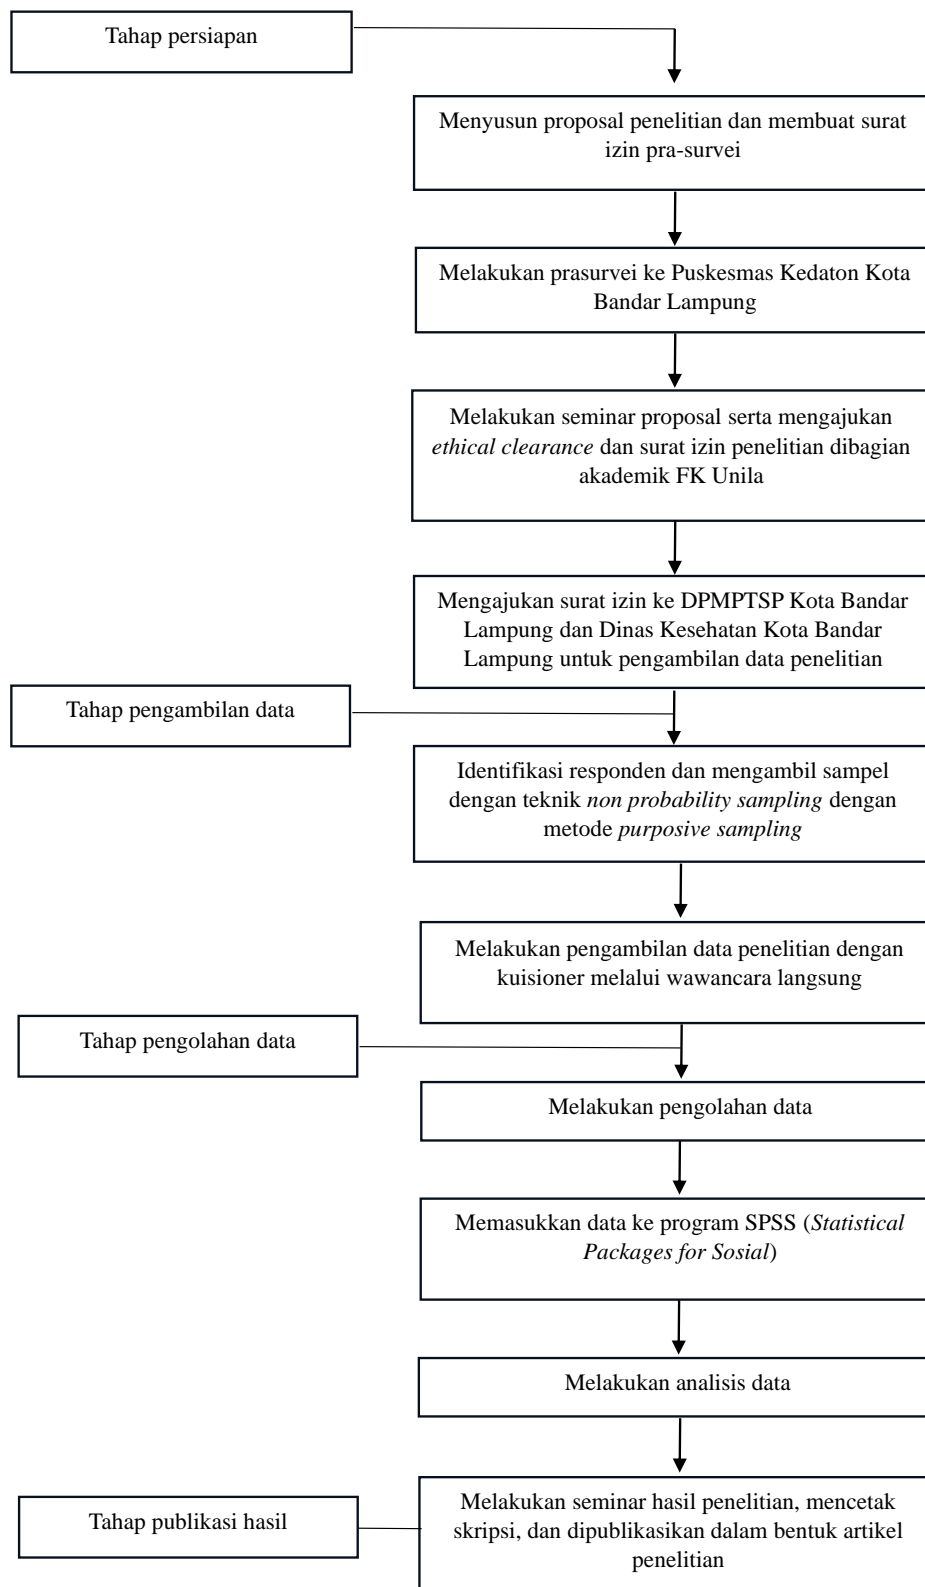 Tahap persiapan
Menyusun proposal penelitian dan membuat surat
izin pra-survei
Melakukan prasurvei ke Puskesmas Kedaton Kota
Bandar Lampung
Melakukan seminar proposal serta mengajukan
ethical clearance dan surat izin penelitian dibagian
akademik FK Unila
Mengajukan surat izin ke DPMPTSP Kota Bandar
Lampung dan Dinas Kesehatan Kota Bandar
Lampung untuk pengambilan data penelitian
Tahap pengambilan data
Identifikasi responden dan mengambil sampel
dengan teknik non probability sampling dengan
metode purposive sampling
Melakukan pengambilan data penelitian dengan
kuisioner melalui wawancara langsung
Tahap pengolahan data
Melakukan pengolahan data
Memasukkan data ke program SPSS (Statistical
Packages for Sosial)
Melakukan analisis data
Tahap publikasi hasil
Melakukan seminar hasil penelitian, mencetak
skripsi, dan dipublikasikan dalam bentuk artikel
penelitian